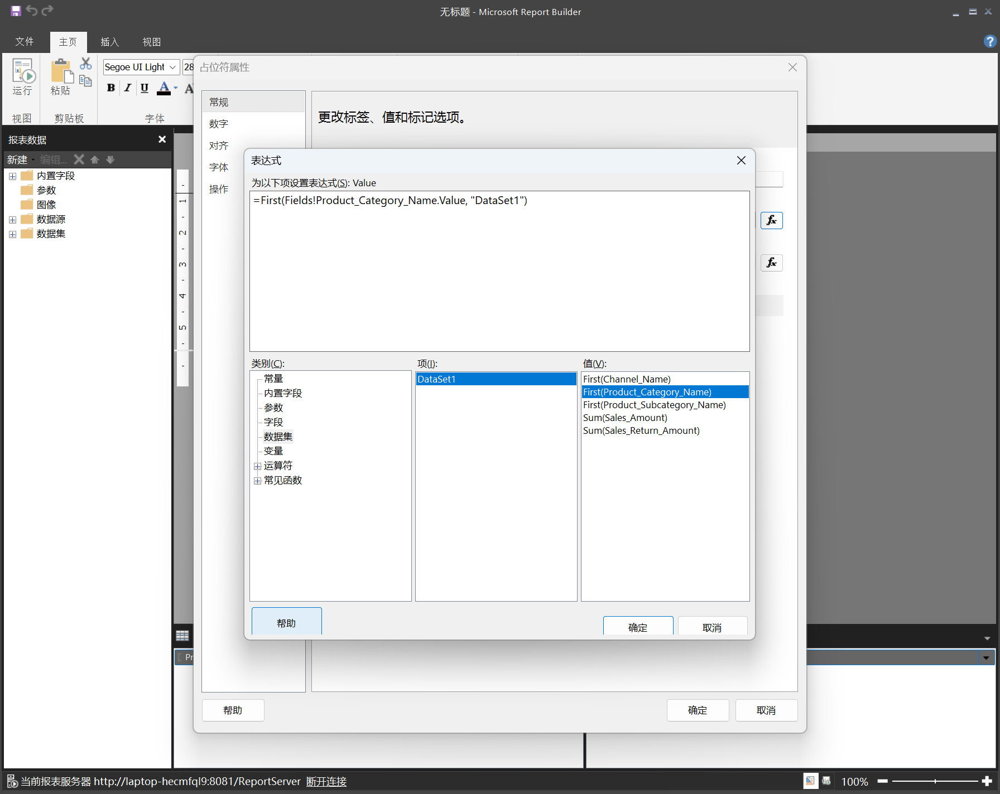 无标题 - Microsoft Report Builder
文件
主页
插入
视图
运行
粘贴
Segoe UI Light
28
B I U A A
视图
剪贴板
字体
报表数据
新建
编辑...
内置字段
参数
图像
数据源
数据集
1
2
3
4
5
占位符属性
常规
数字
对齐
字体
操作
更改标签、值和标记选项。
fx
fx
表达式
为以下项设置表达式(S): Value
=First(Fields!Product_Category_Name.Value, "DataSet1")
类别(C):
常量
内置字段
参数
字段
数据集
变量
运算符
常见函数
项(I):
DataSet1
值(V):
First(Channel_Name)
First(Product_Category_Name)
First(Product_Subcategory_Name)
Sum(Sales_Amount)
Sum(Sales_Return_Amount)
帮助
确定
取消
Pr
帮助
确定
取消
当前报表服务器 http://laptop-hecmfql9:8081/ReportServer 断开连接
100%